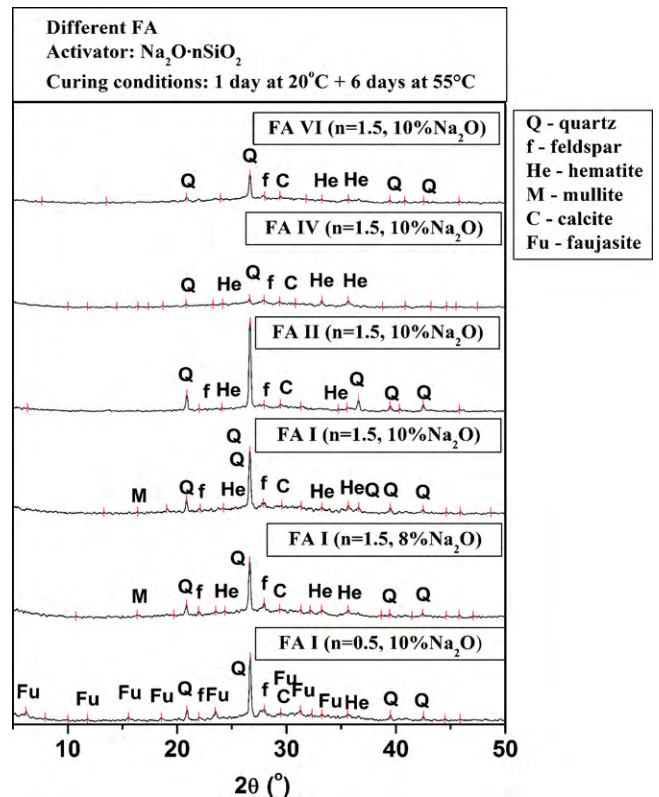 Different FA
Activator: Na₂O·nSiO₂
Curing conditions: 1 day at 20°C + 6 days at 55°C
Q - quartz
f - feldspar
He - hematite
M - mullite
C - calcite
Fu - faujasite
FA VI (n=1.5, 10%Na₂O)
Q
Q f C He He Q Q
FA IV (n=1.5, 10%Na₂O)
Q He Q f C He He
FA II (n=1.5, 10%Na₂O)
Q f He f C He Q Q Q
Q
FA I (n=1.5, 10%Na₂O)
Q
M Q f He f C He He Q Q Q
FA I (n=1.5, 8%Na₂O)
Q
M Q f He f C He He Q Q
FA I (n=0.5, 10%Na₂O)
Q Fu
Fu Fu Fu Fu Q f Fu f C Fu Fu He Q Q
10 20 30 40 50
2θ (°)